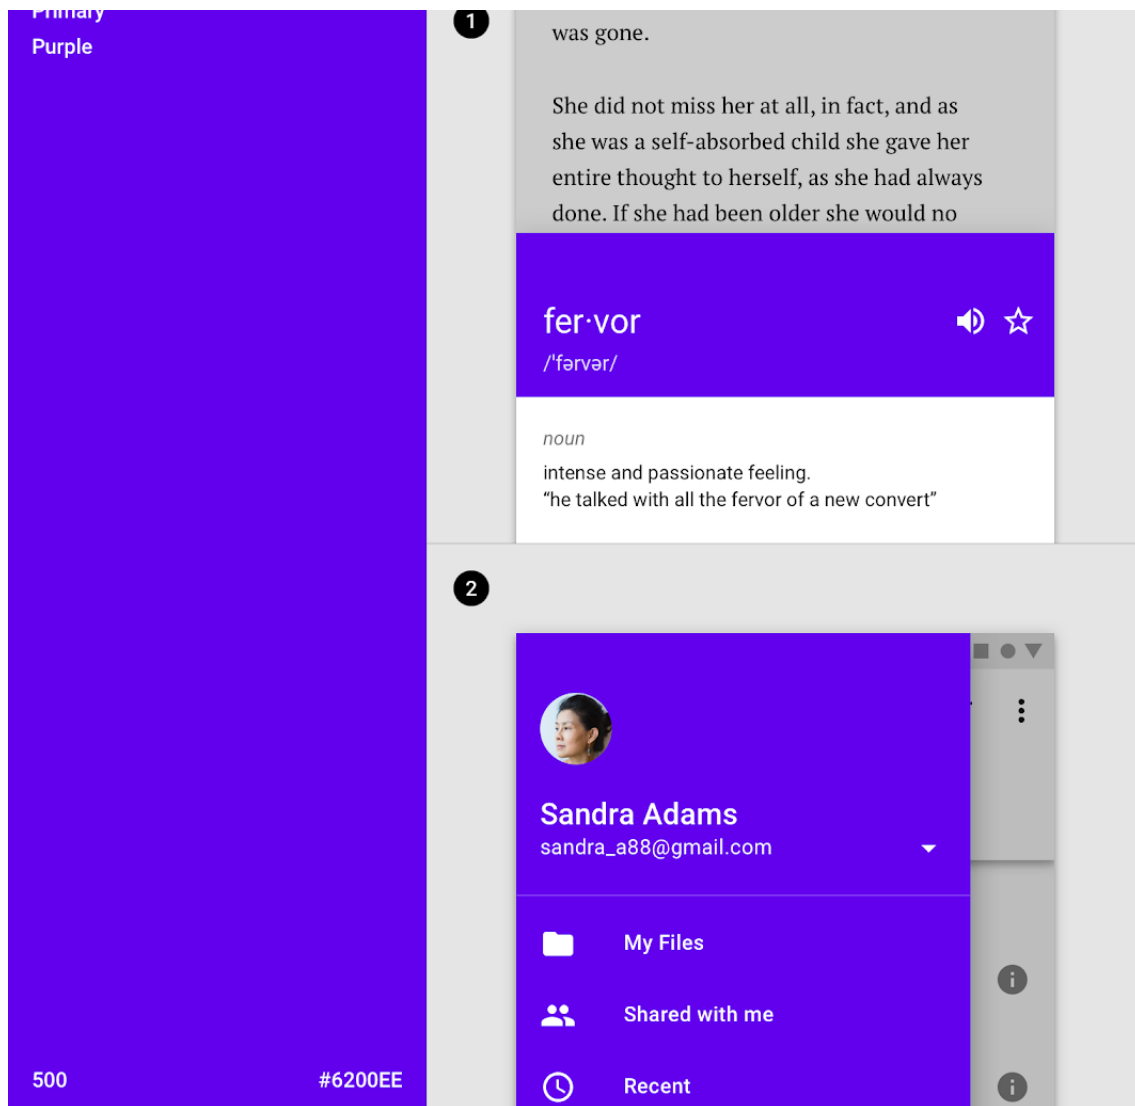 Primary
Purple
500
#6200EE
1
was gone.
She did not miss her at all, in fact, and as
she was a self-absorbed child she gave her
entire thought to herself, as she had always
done. If she had been older she would no
fer·vor
/ˈfərvər/
noun
intense and passionate feeling.
“he talked with all the fervor of a new convert”
2
Sandra Adams
sandra_a88@gmail.com
My Files
Shared with me
Recent